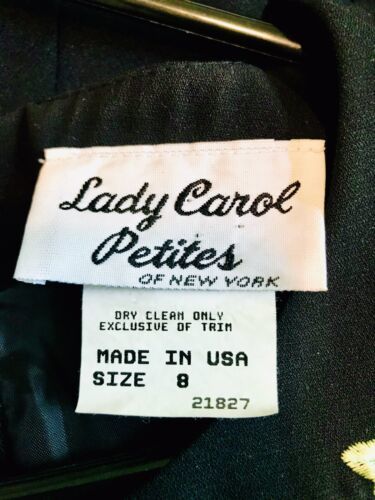 Lady Carol
Petites
OF NEW YORK
DRY CLEAN ONLY
EXCLUSIVE OF TRIM
MADE IN USA
SIZE 8
21827